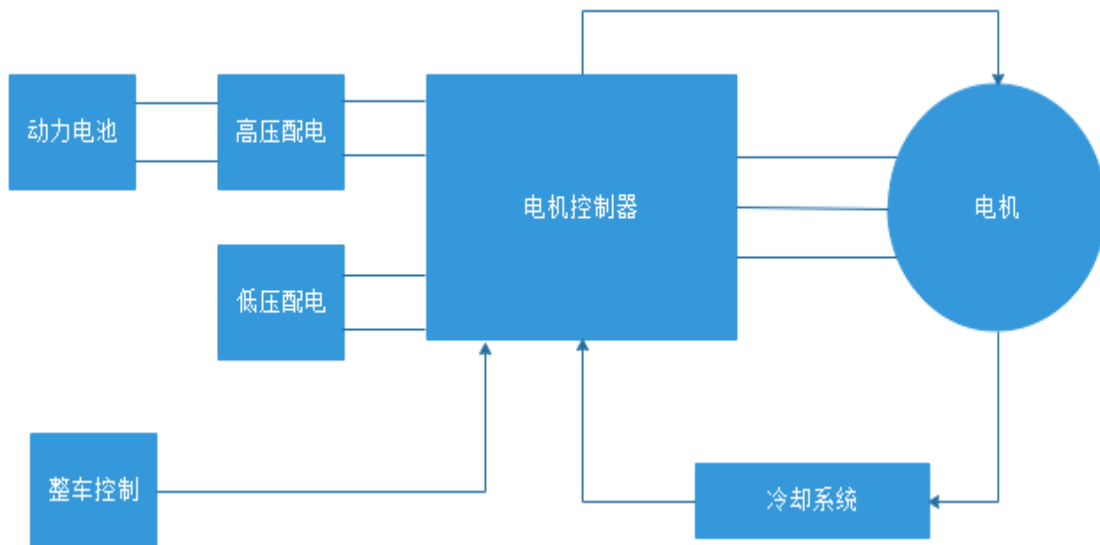 动力电池
高压配电
电机控制器
电机
低压配电
整车控制
冷却系统